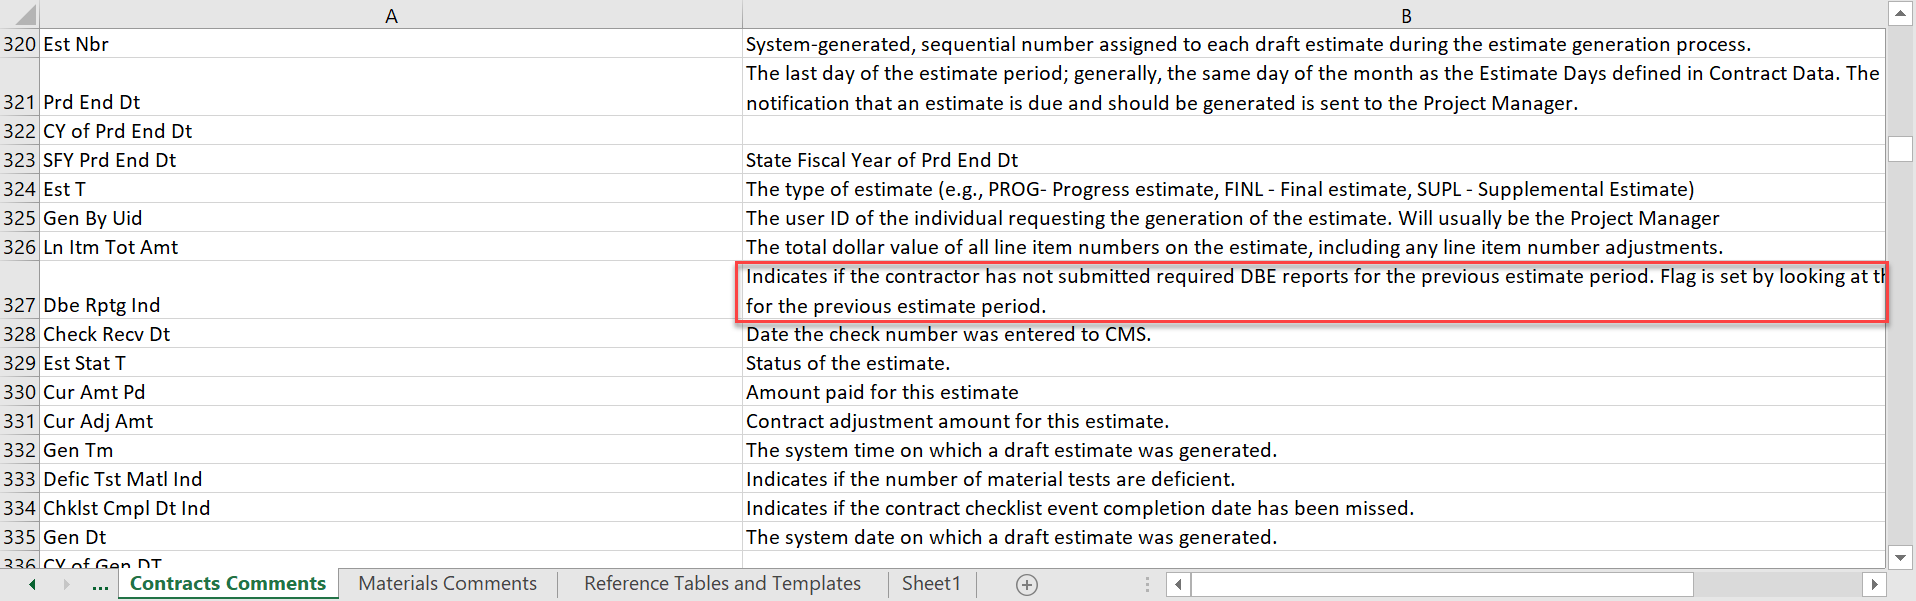 A B
320 Est Nbr System-generated, sequential number assigned to each draft estimate during the estimate generation process.
The last day of the estimate period; generally, the same day of the month as the Estimate Days defined in Contract Data. The
321 Prd End Dt notification that an estimate is due and should be generated is sent to the Project Manager.
322 CY of Prd End Dt
323 SFY Prd End Dt State Fiscal Year of Prd End Dt
324 Est T The type of estimate (e.g., PROG- Progress estimate, FINL - Final estimate, SUPL - Supplemental Estimate)
325 Gen By Uid The user ID of the individual requesting the generation of the estimate. Will usually be the Project Manager
326 Ln Itm Tot Amt The total dollar value of all line item numbers on the estimate, including any line item number adjustments.
Indicates if the contractor has not submitted required DBE reports for the previous estimate period. Flag is set by looking at
327 Dbe Rptg Ind for the previous estimate period.
328 Check Recv Dt Date the check number was entered to CMS.
329 Est Stat T Status of the estimate.
330 Cur Amt Pd Amount paid for this estimate
331 Cur Adj Amt Contract adjustment amount for this estimate.
332 Gen Tm The system time on which a draft estimate was generated.
333 Defic Tst Matl Ind Indicates if the number of material tests are deficient.
334 Chklst Cmpl Dt Ind Indicates if the contract checklist event completion date has been missed.
335 Gen Dt The system date on which a draft estimate was generated.
336 CY of Gen DT
... Contracts Comments Materials Comments Reference Tables and Templates Sheet1